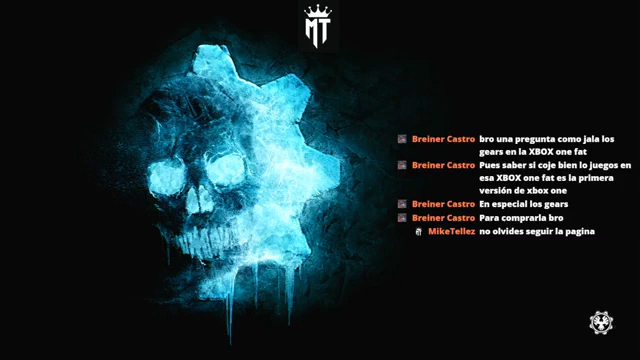 MT
Breiner Castro bro una pregunta como jala los
gears en la XBOX one fat
Breiner Castro Pues saber si coje bien lo juegos en
esa XBOX one fat es la primera
versión de xbox one
Breiner Castro En especial los gears
Breiner Castro Para comprarla bro
MikeTellez no olvides seguir la pagina